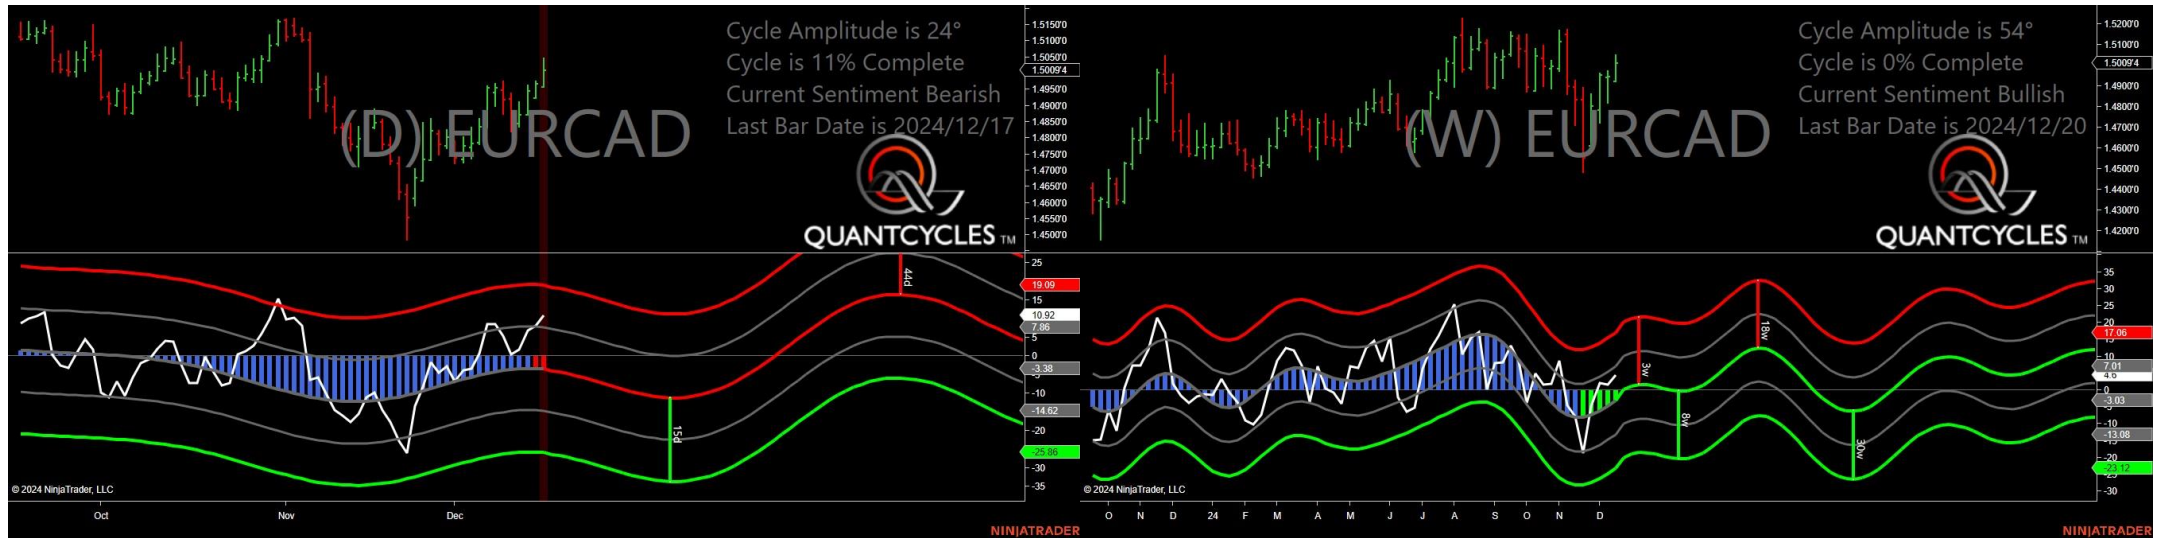 Cycle Amplitude is 24°
Cycle is 11% Complete
Current Sentiment Bearish
Last Bar Date is 2024/12/17
(D) EURCAD
QUANTCYCLES TM
1.5150'0
1.5100'0
1.5050'0
1.5009'4
1.4950'0
1.4900'0
1.4850'0
1.4800'0
1.4750'0
1.4700'0
1.4650'0
1.4600'0
1.4550'0
1.4500'0
44d
15d
25
19.09
15
10.92
7.86
5
0
-3.38
-10
-14.62
-20
-25.86
-30
-35
© 2024 NinjaTrader, LLC
Oct
Nov
Dec
NINJATRADER
Cycle Amplitude is 54°
Cycle is 0% Complete
Current Sentiment Bullish
Last Bar Date is 2024/12/20
(W) EURCAD
QUANTCYCLES TM
1.5200'0
1.5100'0
1.5009'4
1.4900'0
1.4800'0
1.4700'0
1.4600'0
1.4500'0
1.4400'0
1.4300'0
1.4200'0
3w
8w
18w
30w
35
30
25
20
17.06
10
7.01
4.6
0
-3.03
-10
-13.08
-20
-23.12
-30
© 2024 NinjaTrader, LLC
O
N
D
24
F
M
A
M
J
J
A
S
O
N
D
NINJATRADER